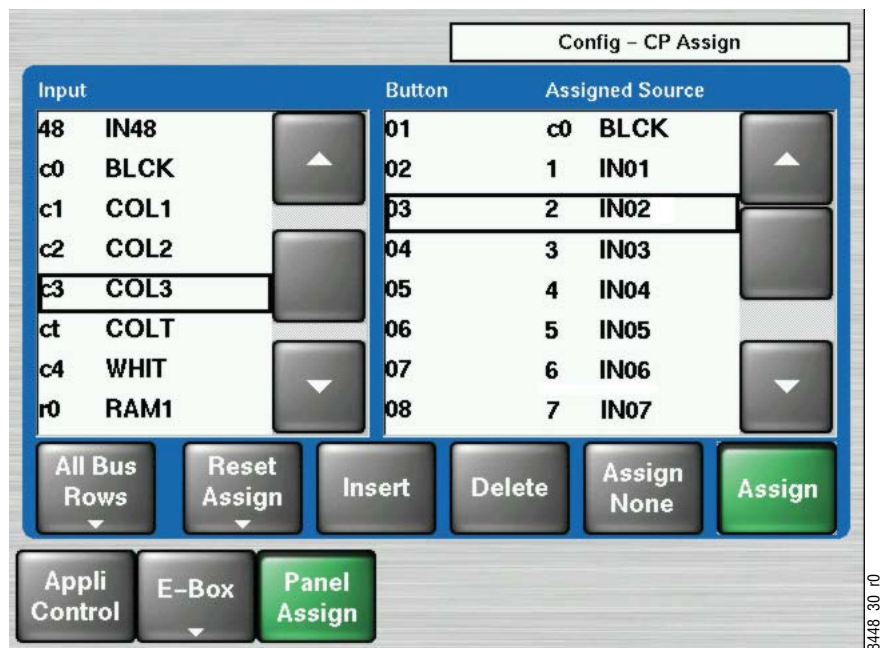 Config – CP Assign
Input
48 IN48
c0 BLCK
c1 COL1
c2 COL2
c3 COL3
ct COLT
c4 WHIT
r0 RAM1
Button Assigned Source
01 c0 BLCK
02 1 IN01
03 2 IN02
04 3 IN03
05 4 IN04
06 5 IN05
07 6 IN06
08 7 IN07
All Bus
Rows
Reset
Assign
Insert
Delete
Assign
None
Assign
Appli
Control
E–Box
Panel
Assign
8448_30_r0